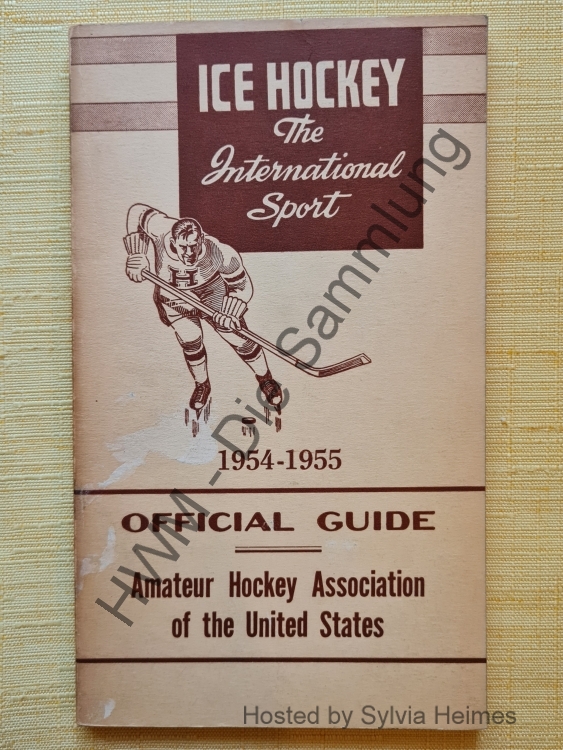 ICE HOCKEY
The
International
Sport
H
1954-1955
OFFICIAL GUIDE
Amateur Hockey Association
of the United States
HWM - Die Sammlung
Hosted by Sylvia Heimes